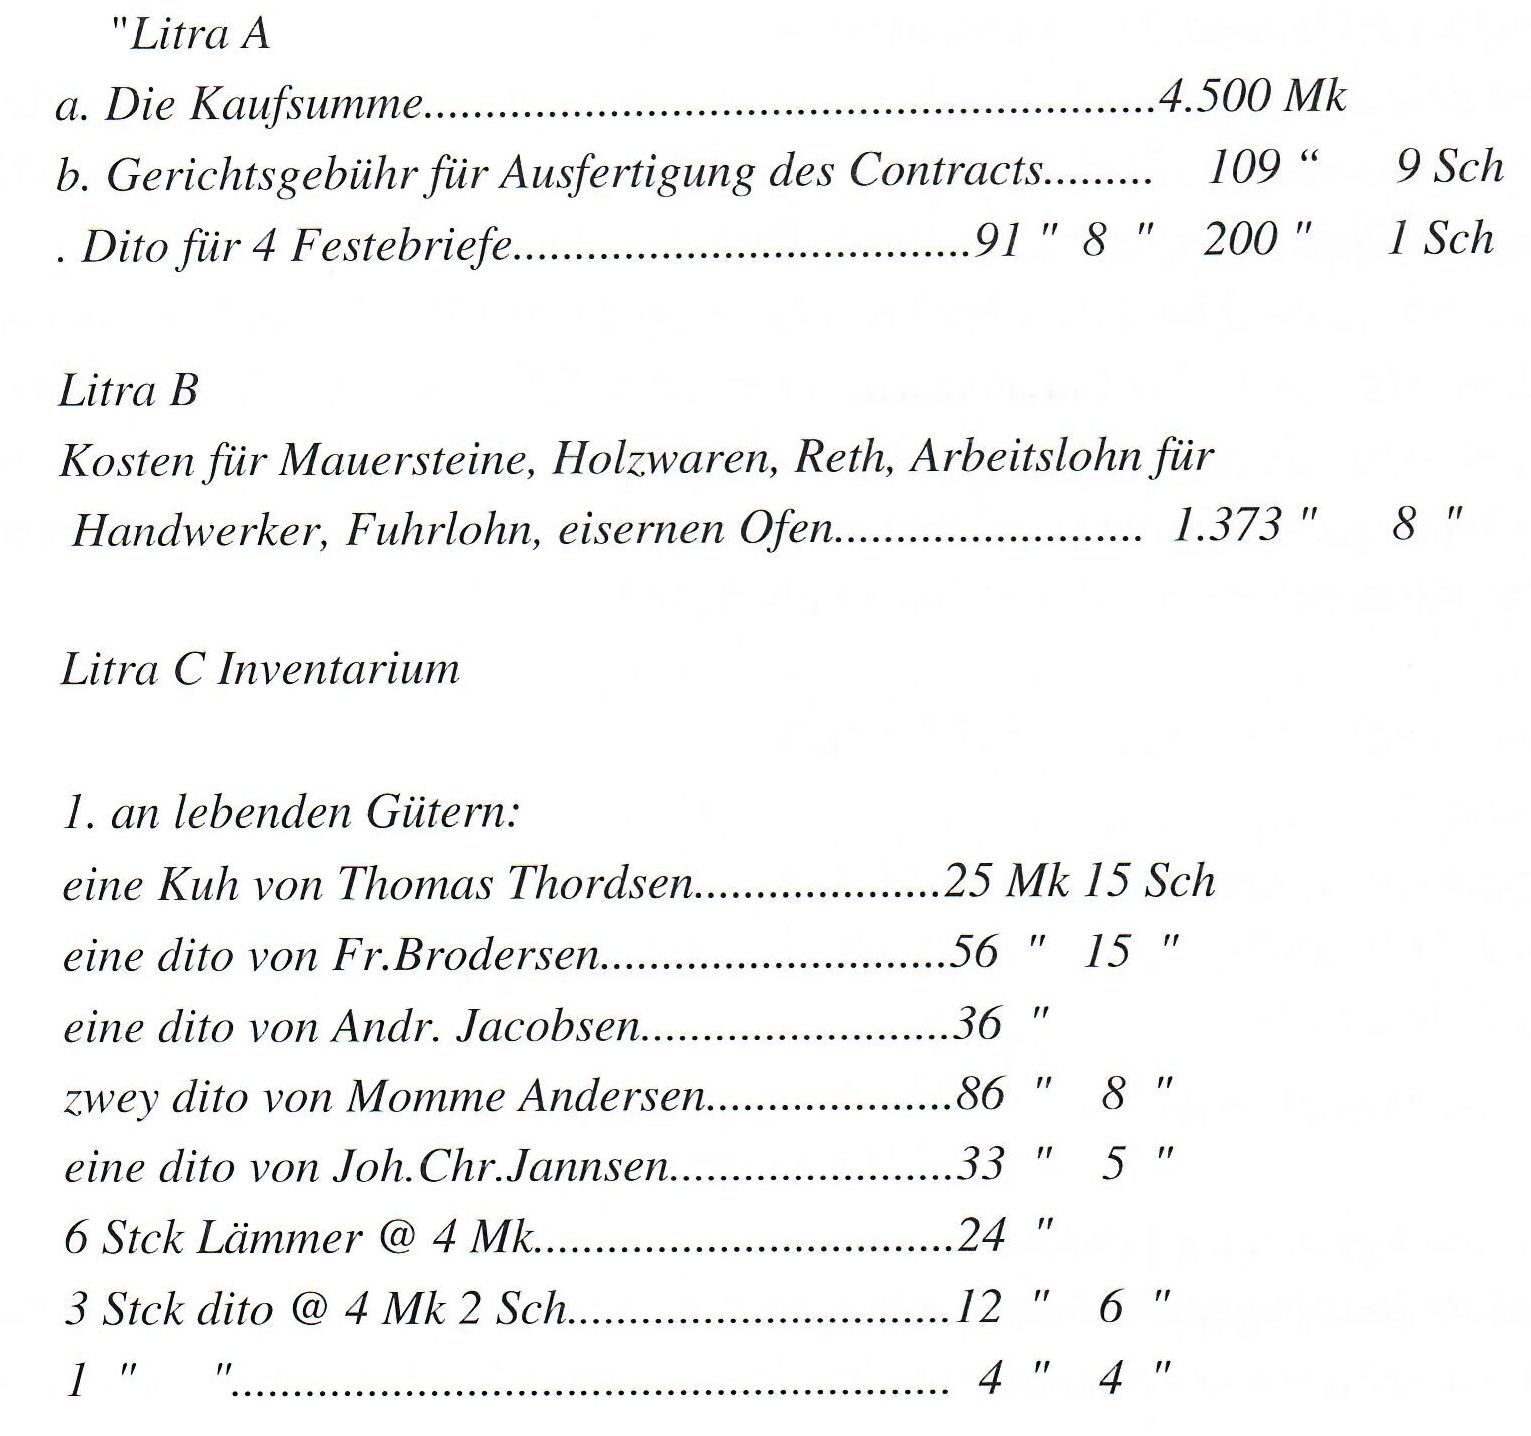 "Litra A
a. Die Kaufsumme............................................................4.500 Mk
b. Gerichtsgebühr für Ausfertigung des Contracts......... 109 “ 9 Sch
. Dito für 4 Festebriefe.....................................91 " 8 " 200 " 1 Sch
Litra B
Kosten für Mauersteine, Holzwaren, Reth, Arbeitslohn für
Handwerker, Fuhrlohn, eisernen Ofen......................... 1.373 " 8 "
Litra C Inventarium
1. an lebenden Gütern:
eine Kuh von Thomas Thordsen....................25 Mk 15 Sch
eine dito von Fr.Brodersen............................56 " 15 "
eine dito von Andr. Jacobsen.........................36 "
zwey dito von Momme Andersen....................86 " 8 "
eine dito von Joh.Chr.Jannsen.......................33 " 5 "
6 Stck Lämmer @ 4 Mk..................................24 "
3 Stck dito @ 4 Mk 2 Sch...............................12 " 6 "
1 " ".......................................................... 4 " 4 "